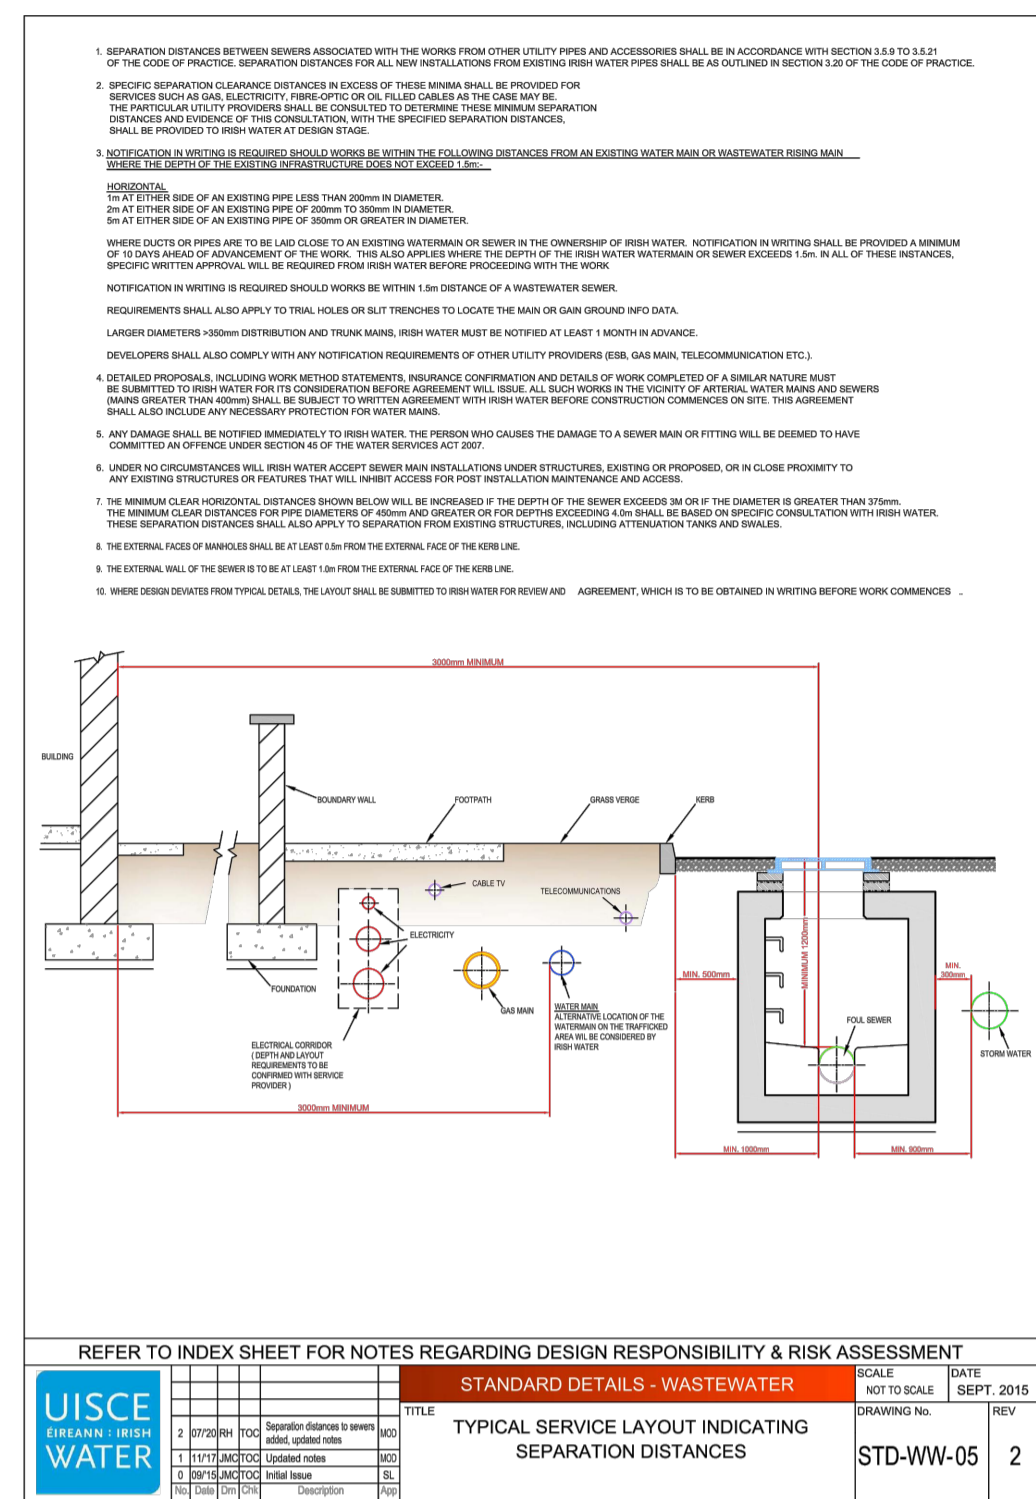 1. SEPARATION DISTANCES BETWEEN SEWERS ASSOCIATED WITH THE WORKS FROM OTHER UTILITY PIPES AND ACCESSORIES SHALL BE IN ACCORDANCE WITH SECTION 3.5.9 TO 3.5.21
OF THE CODE OF PRACTICE. SEPARATION DISTANCES FOR ALL NEW INSTALLATIONS FROM EXISTING IRISH WATER PIPES SHALL BE AS OUTLINED IN SECTION 3.20 OF THE CODE OF PRACTICE.
2. SPECIFIC SEPARATION CLEARANCE DISTANCES IN EXCESS OF THESE MINIMA SHALL BE PROVIDED FOR
SERVICES SUCH AS GAS, ELECTRICITY, FIBRE-OPTIC OR OIL FILLED CABLES AS THE CASE MAY BE.
THE PARTICULAR UTILITY PROVIDERS SHALL BE CONSULTED TO DETERMINE THESE MINIMUM SEPARATION
DISTANCES AND EVIDENCE OF THIS CONSULTATION, WITH THE SPECIFIED SEPARATION DISTANCES,
SHALL BE PROVIDED TO IRISH WATER AT DESIGN STAGE.
3. NOTIFICATION IN WRITING IS REQUIRED SHOULD WORKS BE WITHIN THE FOLLOWING DISTANCES FROM AN EXISTING WATER MAIN OR WASTEWATER RISING MAIN
WHERE THE DEPTH OF THE EXISTING INFRASTRUCTURE DOES NOT EXCEED 1.5m:-
HORIZONTAL
1m AT EITHER SIDE OF AN EXISTING PIPE LESS THAN 200mm IN DIAMETER.
2m AT EITHER SIDE OF AN EXISTING PIPE OF 200mm TO 350mm IN DIAMETER.
5m AT EITHER SIDE OF AN EXISTING PIPE OF 350mm OR GREATER IN DIAMETER.
WHERE DUCTS OR PIPES ARE TO BE LAID CLOSE TO AN EXISTING WATERMAIN OR SEWER IN THE OWNERSHIP OF IRISH WATER. NOTIFICATION IN WRITING SHALL BE PROVIDED A MINIMUM
OF 10 DAYS AHEAD OF ADVANCEMENT OF THE WORK. THIS ALSO APPLIES WHERE THE DEPTH OF THE IRISH WATER WATERMAIN OR SEWER EXCEEDS 1.5m. IN ALL OF THESE INSTANCES,
SPECIFIC WRITTEN APPROVAL WILL BE REQUIRED FROM IRISH WATER BEFORE PROCEEDING WITH THE WORK
NOTIFICATION IN WRITING IS REQUIRED SHOULD WORKS BE WITHIN 1.5m DISTANCE OF A WASTEWATER SEWER.
REQUIREMENTS SHALL ALSO APPLY TO TRIAL HOLES OR SLIT TRENCHES TO LOCATE THE MAIN OR GAIN GROUND INFO DATA.
LARGER DIAMETERS >350mm DISTRIBUTION AND TRUNK MAINS, IRISH WATER MUST BE NOTIFIED AT LEAST 1 MONTH IN ADVANCE.
DEVELOPERS SHALL ALSO COMPLY WITH ANY NOTIFICATION REQUIREMENTS OF OTHER UTILITY PROVIDERS (ESB, GAS MAIN, TELECOMMUNICATION ETC.).
4. DETAILED PROPOSALS, INCLUDING WORK METHOD STATEMENTS, INSURANCE CONFIRMATION AND DETAILS OF WORK COMPLETED OF A SIMILAR NATURE MUST
BE SUBMITTED TO IRISH WATER FOR ITS CONSIDERATION BEFORE AGREEMENT WILL ISSUE. ALL SUCH WORKS IN THE VICINITY OF ARTERIAL WATER MAINS AND SEWERS
(MAINS GREATER THAN 400mm) SHALL BE SUBJECT TO WRITTEN AGREEMENT WITH IRISH WATER BEFORE CONSTRUCTION COMMENCES ON SITE. THIS AGREEMENT
SHALL ALSO INCLUDE ANY NECESSARY PROTECTION FOR WATER MAINS.
5. ANY DAMAGE SHALL BE NOTIFIED IMMEDIATELY TO IRISH WATER. THE PERSON WHO CAUSES THE DAMAGE TO A SEWER MAIN OR FITTING WILL BE DEEMED TO HAVE
COMMITTED AN OFFENCE UNDER SECTION 45 OF THE WATER SERVICES ACT 2007.
6. UNDER NO CIRCUMSTANCES WILL IRISH WATER ACCEPT SEWER MAIN INSTALLATIONS UNDER STRUCTURES, EXISTING OR PROPOSED, OR IN CLOSE PROXIMITY TO
ANY EXISTING STRUCTURES OR FEATURES THAT WILL INHIBIT ACCESS FOR POST INSTALLATION MAINTENANCE AND ACCESS.
7. THE MINIMUM CLEAR HORIZONTAL DISTANCES SHOWN BELOW WILL BE INCREASED IF THE DEPTH OF THE SEWER EXCEEDS 3M OR IF THE DIAMETER IS GREATER THAN 375mm.
THE MINIMUM CLEAR DISTANCES FOR PIPE DIAMETERS OF 450mm AND GREATER OR FOR DEPTHS EXCEEDING 4.0m SHALL BE BASED ON SPECIFIC CONSULTATION WITH IRISH WATER.
THESE SEPARATION DISTANCES SHALL ALSO APPLY TO SEPARATION FROM EXISTING STRUCTURES, INCLUDING ATTENUATION TANKS AND SWALES.
8. THE EXTERNAL FACES OF MANHOLES SHALL BE AT LEAST 0.5m FROM THE EXTERNAL FACE OF THE KERB LINE.
9. THE EXTERNAL WALL OF THE SEWER IS TO BE AT LEAST 1.0m FROM THE EXTERNAL FACE OF THE KERB LINE.
10. WHERE DESIGN DEVIATES FROM TYPICAL DETAILS, THE LAYOUT SHALL BE SUBMITTED TO IRISH WATER FOR REVIEW AND AGREEMENT, WHICH IS TO BE OBTAINED IN WRITING BEFORE WORK COMMENCES ..
3000mm MINIMUM
BUILDING
BOUNDARY WALL
FOOTPATH
GRASS VERGE
KERB
CABLE TV
TELECOMMUNICATIONS
ELECTRICITY
MINIMUM 1200mm
MIN. 500mm
MIN.
300mm
FOUNDATION
GAS MAIN
WATER MAIN
ALTERNATIVE LOCATION OF THE
WATERMAIN ON THE TRAFFICKED
AREA WIL BE CONSIDERED BY
IRISH WATER
FOUL SEWER
STORM WATER
ELECTRICAL CORRIDOR
( DEPTH AND LAYOUT
REQUIREMENTS TO BE
CONFIRMED WITH SERVICE
PROVIDER )
3000mm MINIMUM
MIN. 1000mm
MIN. 900mm
REFER TO INDEX SHEET FOR NOTES REGARDING DESIGN RESPONSIBILITY & RISK ASSESSMENT
UISCE
ÉIREANN : IRISH
WATER
2 07/'20 RH TOC Separation distances to sewers added, updated notes MOD
1 11/'17 JMC TOC Updated notes MOD
0 09/'15 JMC TOC Initial Issue SL
No. Date Drn Chk Description App
STANDARD DETAILS - WASTEWATER
TITLE
TYPICAL SERVICE LAYOUT INDICATING
SEPARATION DISTANCES
SCALE
NOT TO SCALE
DATE
SEPT. 2015
DRAWING No.
STD-WW-05
REV
2